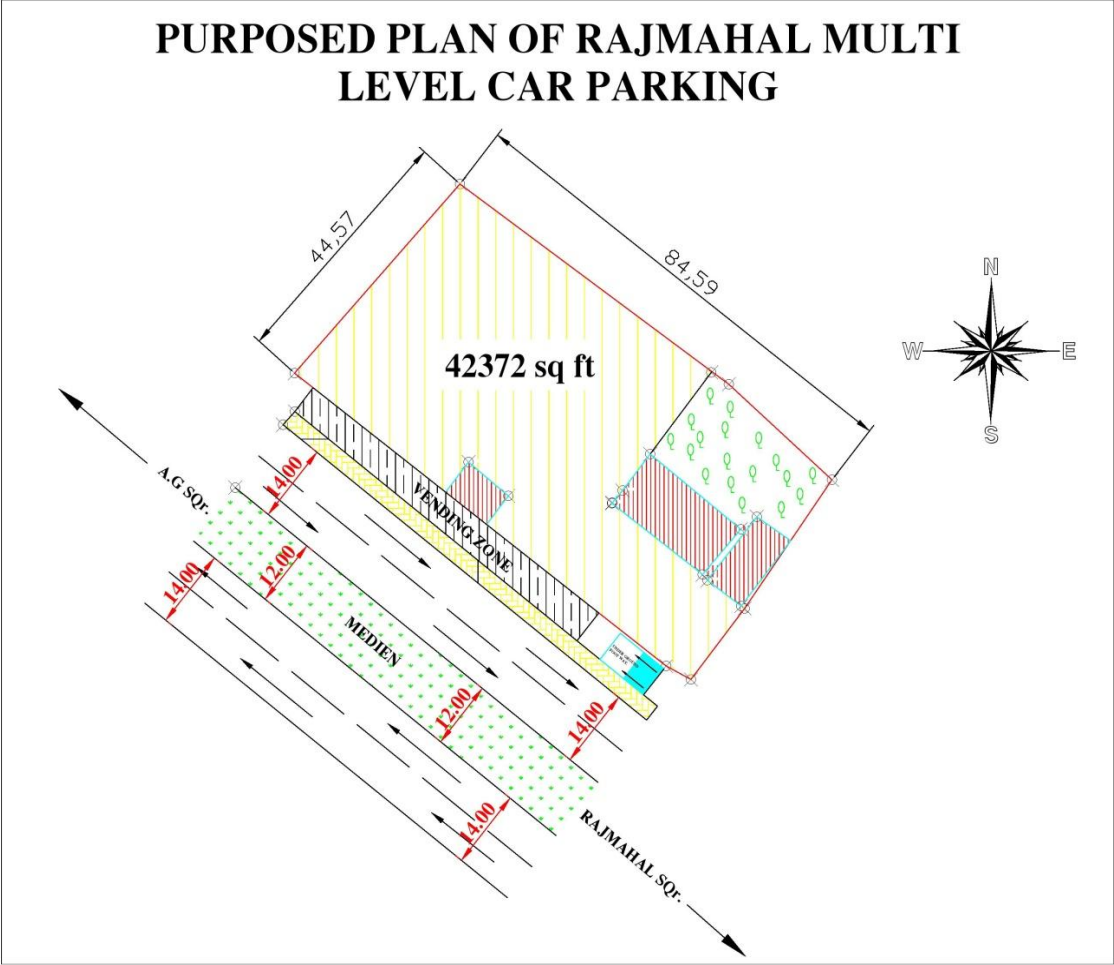 PURPOSED PLAN OF RAJMAHAL MULTI
LEVEL CAR PARKING
44,57
84,59
N
W
E
S
42372 sq ft
A.G SQr.
14.00
VENDING ZONE
12.00
14.00
MEDIEN
12.00
14.00
14.00
RAJMAHAL SQr.